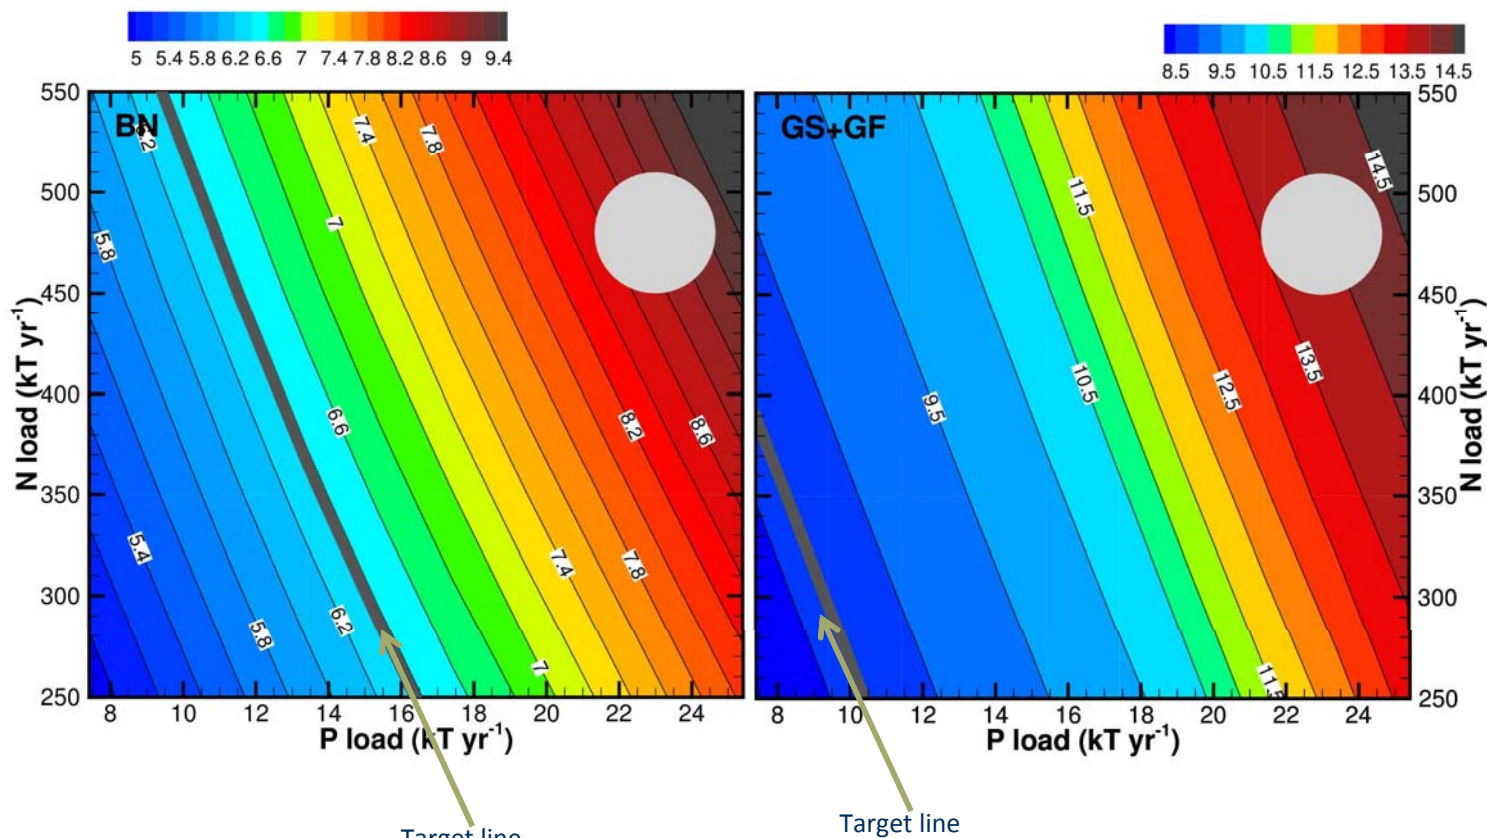 5 5.4 5.8 6.2 6.6 7 7.4 7.8 8.2 8.6 9 9.4
8.5 9.5 10.5 11.5 12.5 13.5 14.5
BN
GS+GF
550
500
450
400
350
300
250
N load (kT yr-1)
5.8
7.4
7.8
7
6.6
8.2
8.6
5.4
7.4
7.8
5.8
6.2
7
8 10 12 14 16 18 20 22 24
P load (kT yr-1)
14.5
11.5
13.5
10.5
12.5
9.5
550
500
450
400
350
300
250
N load (kT yr-1)
8 10 12 14 16 18 20 22 24
P load (kT yr-1)
Target line
Target line